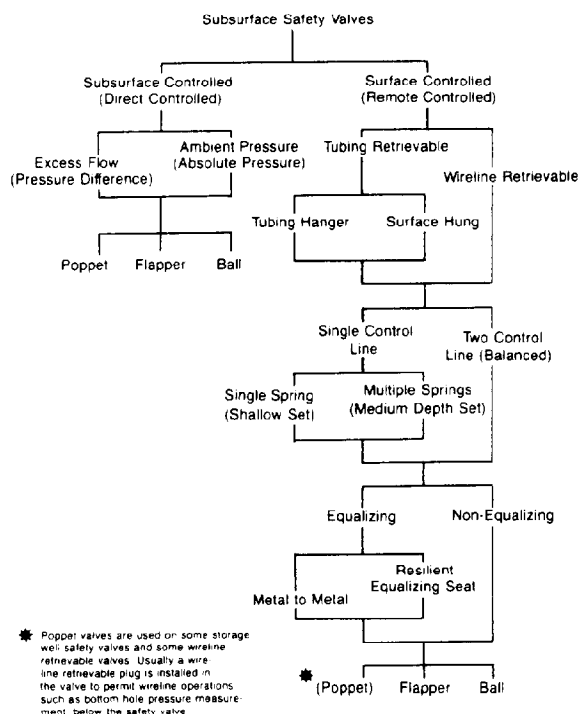 Subsurface Safety Valves
Subsurface Controlled
(Direct Controlled)
Surface Controlled
(Remote Controlled)
Excess Flow
(Pressure Difference)
Ambient Pressure
(Absolute Pressure)
Tubing Retrievable
Wireline Retrievable
Tubing Hanger
Surface Hung
Poppet
Flapper
Ball
Single Control
Line
Two Control
Line (Balanced)
Single Spring
(Shallow Set)
Multiple Springs
(Medium Depth Set)
Equalizing
Non-Equalizing
Metal to Metal
Resilient
Equalizing Seat
✱ (Poppet)
Flapper
Ball
✱ Poppet valves are used on some storage
well safety valves and some wireline
retrievable valves. Usually a wire-
line retrievable plug is installed in
the valve to permit wireline operations
such as bottom hole pressure measure-
ment, below the safety valve